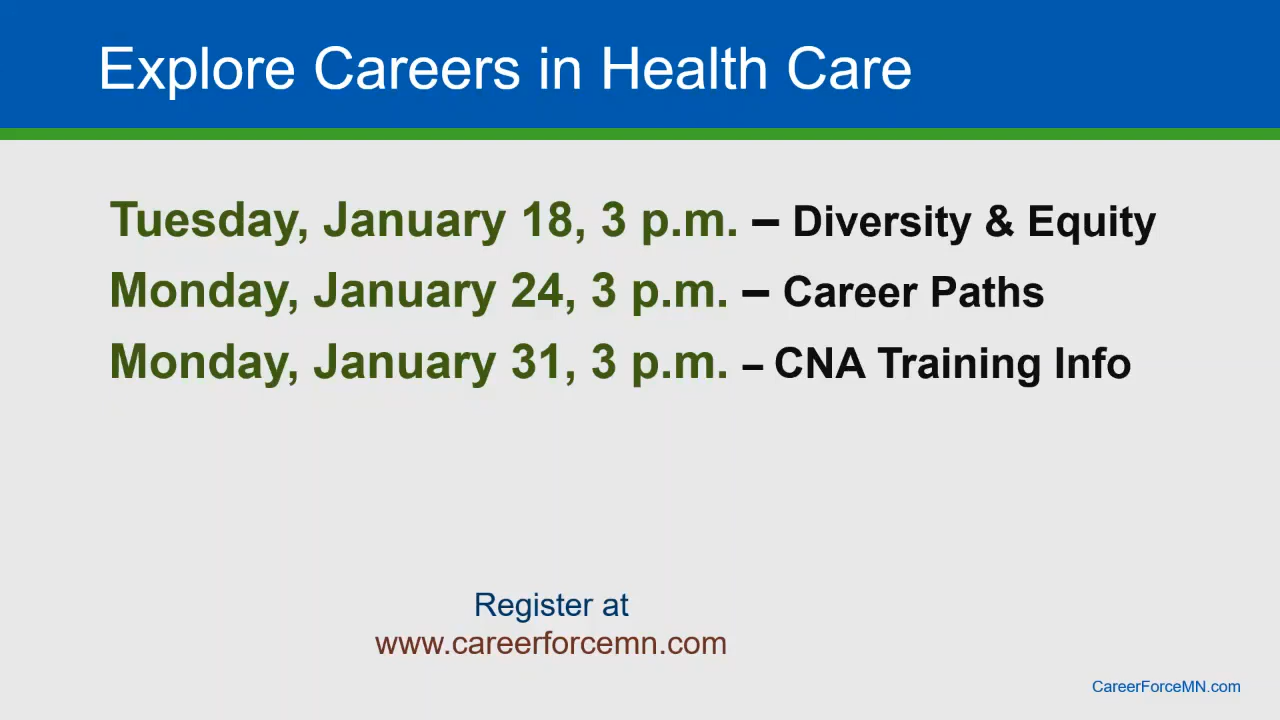 Explore Careers in Health Care
Tuesday, January 18, 3 p.m. – Diversity & Equity
Monday, January 24, 3 p.m. – Career Paths
Monday, January 31, 3 p.m. – CNA Training Info
Register at
www.careerforcemn.com
CareerForceMN.com